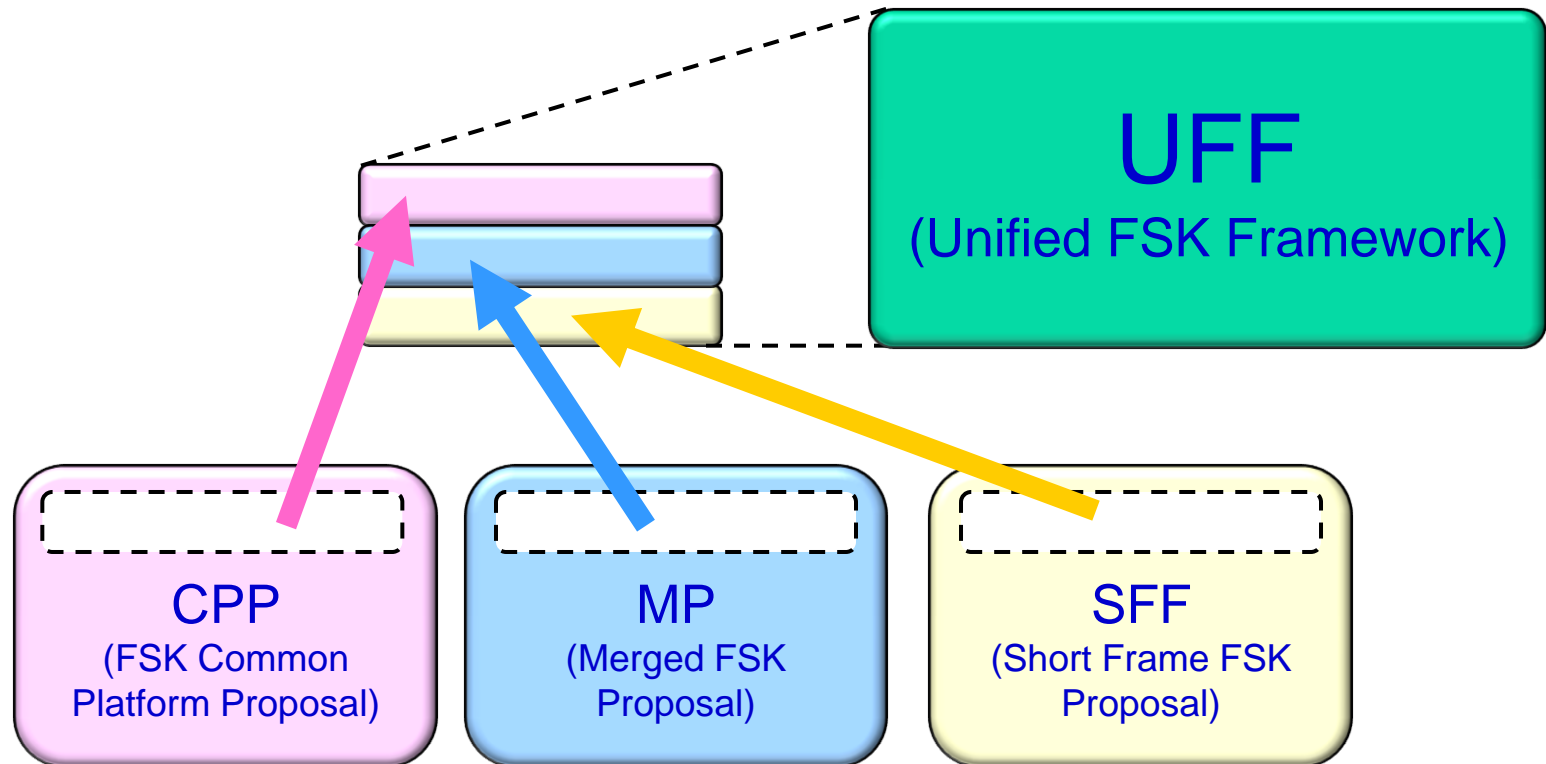 UFF
(Unified FSK Framework)
CPP
(FSK Common
Platform Proposal)
MP
(Merged FSK
Proposal)
SFF
(Short Frame FSK
Proposal)